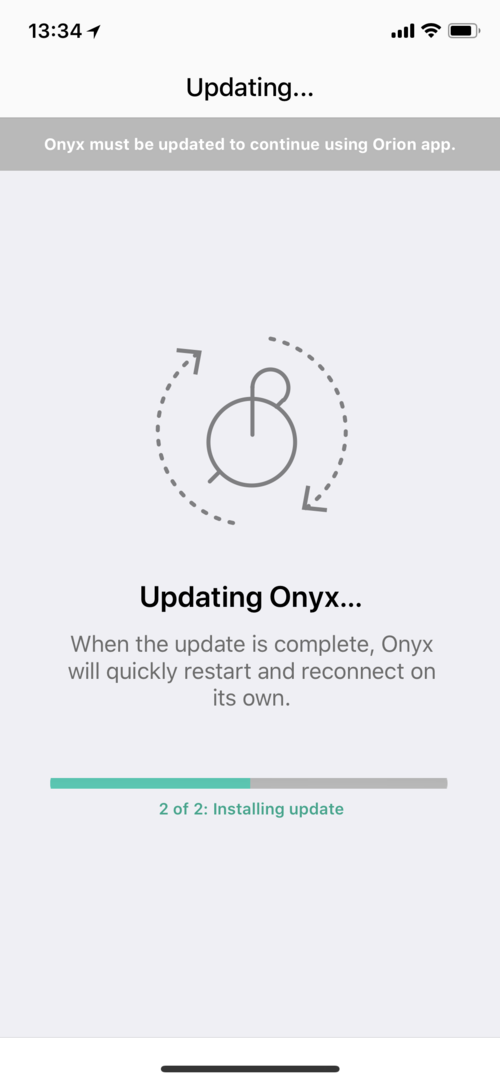 13:34
Updating...
Onyx must be updated to continue using Orion app.
Updating Onyx...
When the update is complete, Onyx
will quickly restart and reconnect on
its own.
2 of 2: Installing update